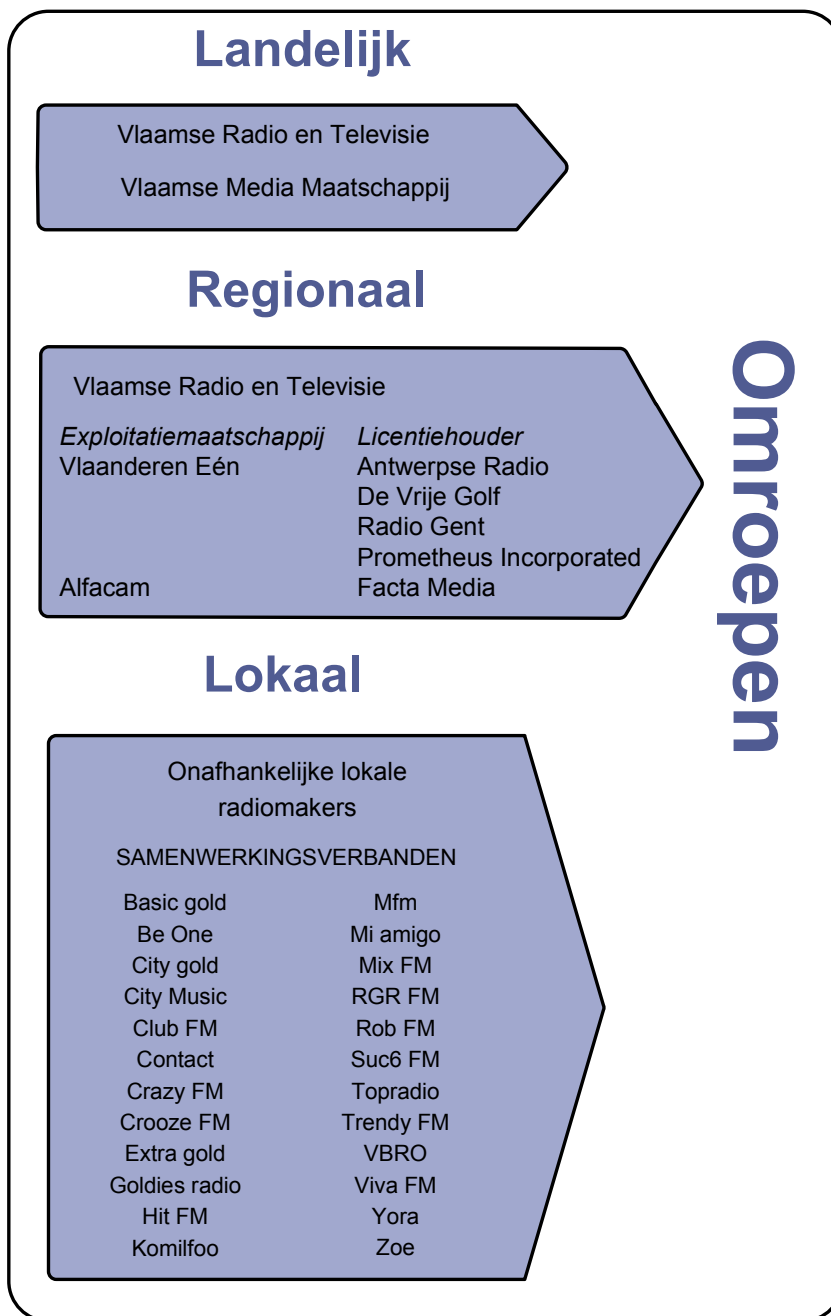 Landelijk
Vlaamse Radio en Televisie
Vlaamse Media Maatschappij
Regionaal
Vlaamse Radio en Televisie
Exploitatiemaatschappij Licentiehouder
Vlaanderen Eén Antwerpse Radio
De Vrije Golf
Radio Gent
Prometheus Incorporated
Alfacam Facta Media
Lokaal
Onafhankelijke lokale
radiomakers
SAMENWERKINGSVERBANDEN
Basic gold Mfm
Be One Mi amigo
City gold Mix FM
City Music RGR FM
Club FM Rob FM
Contact Suc6 FM
Crazy FM Topradio
Crooze FM Trendy FM
Extra gold VBRO
Goldies radio Viva FM
Hit FM Yora
Komilfoo Zoe
Omroepen